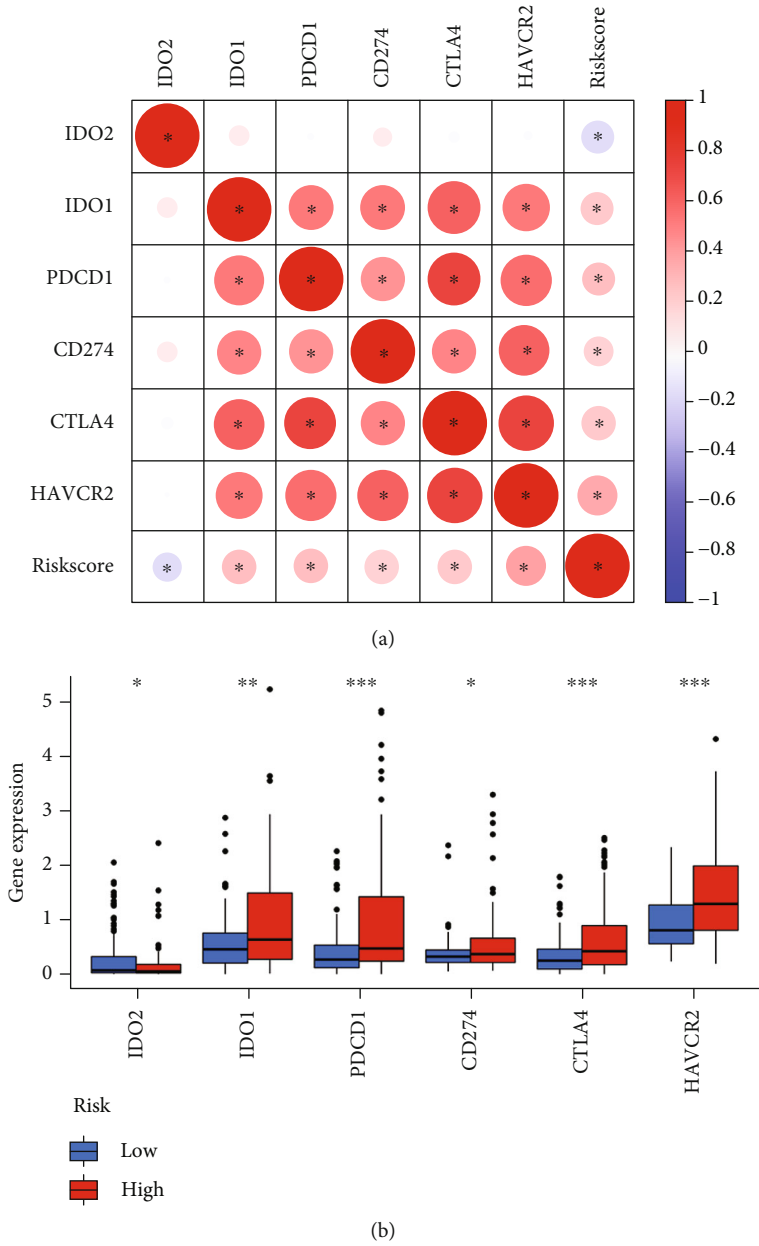 IDO2 IDO1 PDCD1 CD274 CTLA4 HAVCR2 Riskscore
IDO2 * *
IDO1 * * * * * *
PDCD1 * * * * * *
CD274 * * * * * *
CTLA4 * * * * * *
HAVCR2 * * * * * *
Riskscore * * * * * * *
1
0.8
0.6
0.4
0.2
0
−0.2
−0.4
−0.6
−0.8
−1
(a)
Gene expression
5
4
3
2
1
0
* ** *** * *** ***
IDO2 IDO1 PDCD1 CD274 CTLA4 HAVCR2
Risk
Low
High
(b)